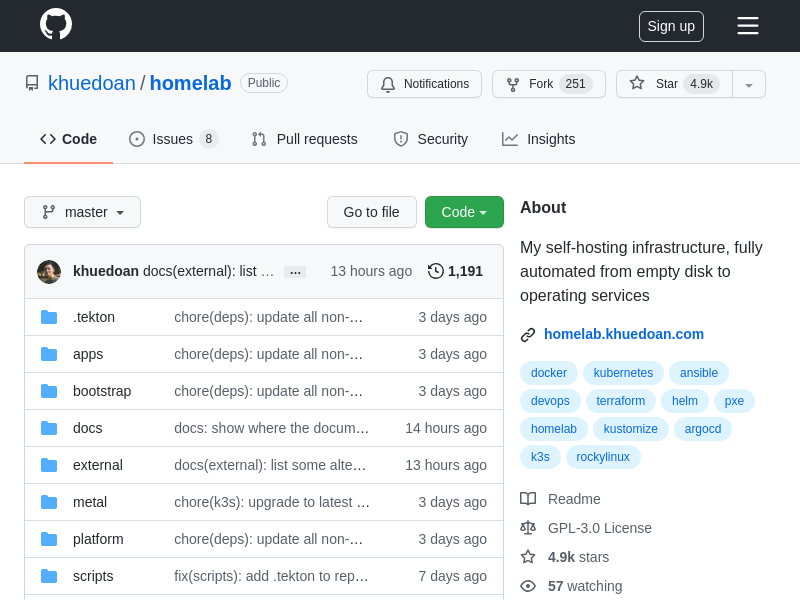 Sign up
khuedoan / homelab Public
Notifications
Fork 251
Star 4.9k
Code
Issues 8
Pull requests
Security
Insights
master
Go to file
Code
khuedoan docs(external): list … ... 13 hours ago 1,191
.tekton chore(deps): update all non-… 3 days ago
apps chore(deps): update all non-… 3 days ago
bootstrap chore(deps): update all non-… 3 days ago
docs docs: show where the docum… 14 hours ago
external docs(external): list some alte… 13 hours ago
metal chore(k3s): upgrade to latest … 3 days ago
platform chore(deps): update all non-… 3 days ago
scripts fix(scripts): add .tekton to rep… 7 days ago
About
My self-hosting infrastructure, fully
automated from empty disk to
operating services
homelab.khuedoan.com
docker kubernetes ansible
devops terraform helm pxe
homelab kustomize argocd
k3s rockylinux
Readme
GPL-3.0 License
4.9k stars
57 watching